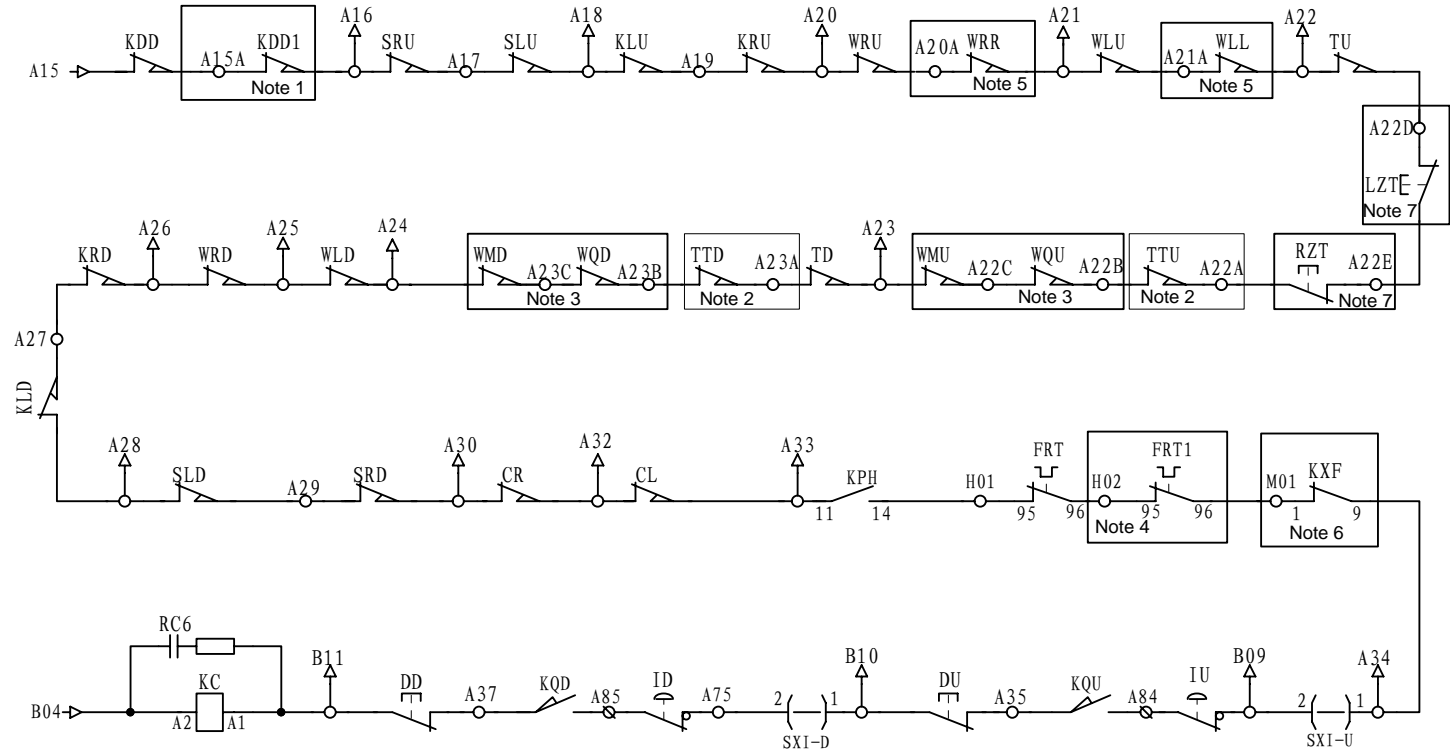 A16 A18 A20 A21 A22
KDD KDD1 SRU SLU KLU KRU WRU WRR WLU WLL TU
A15 A15A A17 A19 A20A A21A
Note 1 Note 5 Note 5
A22D
LZT
Note 7
A26 A25 A24 A23
KRD WRD WLD WMD WQD TTD TD WMU WQU TTU RZT
A23C A23B A23A A22C A22B A22A A22E
Note 3 Note 2 Note 3 Note 2 Note 7
A27
KLD
A28 A30 A32 A33 FRT FRT1
SLD SRD CR CL KPH H01 H02 M01 KXF
A29
11 14 95 96 95 96 1 9
Note 4 Note 6
RC6
B11 B10 B09 A34
KC DD KQD ID DU KQU IU
A37 A85 A75 A35 A84
B04 A2 A1 2 1 2 1
SXI-D SXI-U